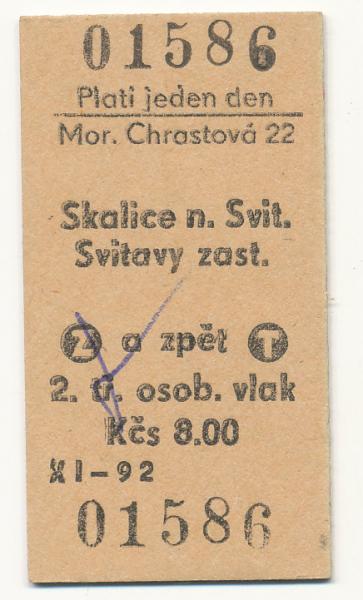 01586
Platí jeden den
Mor. Chrastová 22
Skalice n. Svit.
Svitavy zast.
Z a zpět T
2. tř. osob. vlak
Kčs 8.00
XI-92
01586